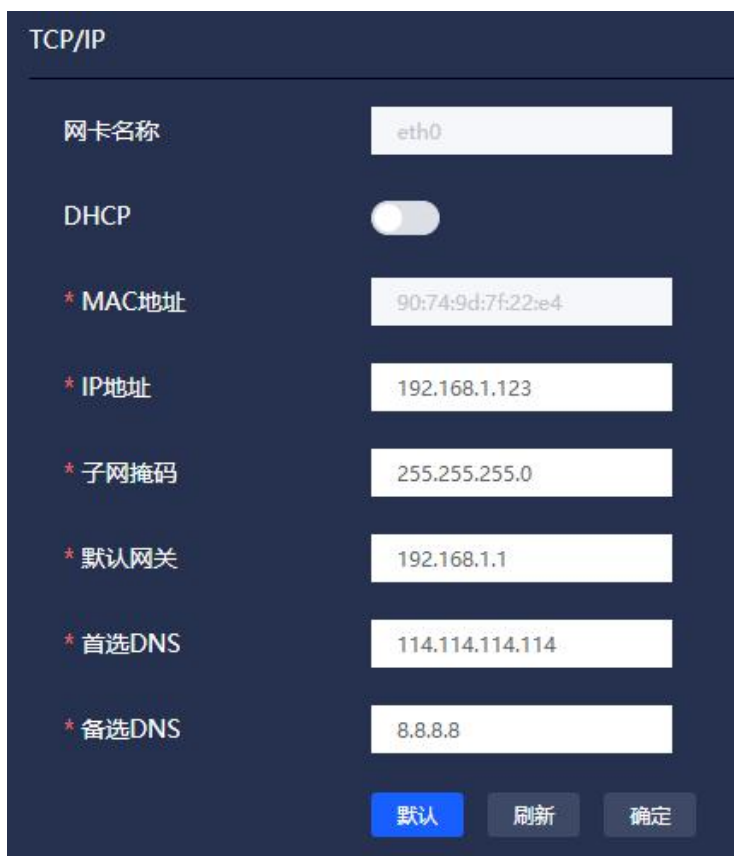 TCP/IP
网卡名称 eth0
DHCP
* MAC地址 90:74:9d:7f:22:e4
* IP地址 192.168.1.123
* 子网掩码 255.255.255.0
* 默认网关 192.168.1.1
* 首选DNS 114.114.114.114
* 备选DNS 8.8.8.8
默认 刷新 确定